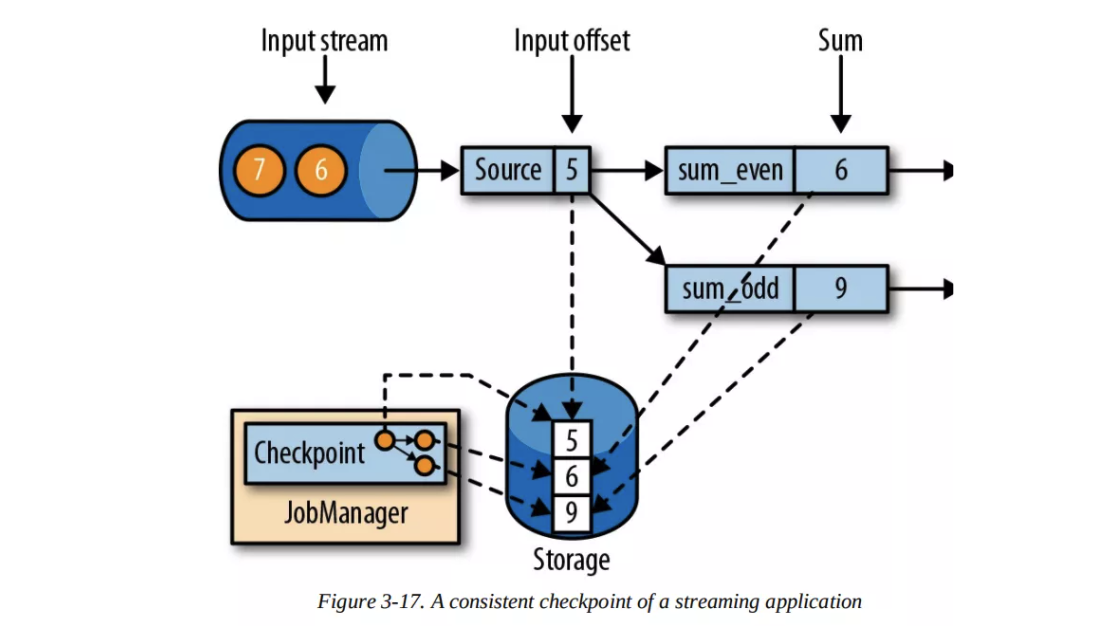 Input stream
Input offset
Sum
7
6
Source
5
sum_even
6
sum_odd
9
Checkpoint
JobManager
5
6
9
Storage
Figure 3-17. A consistent checkpoint of a streaming application